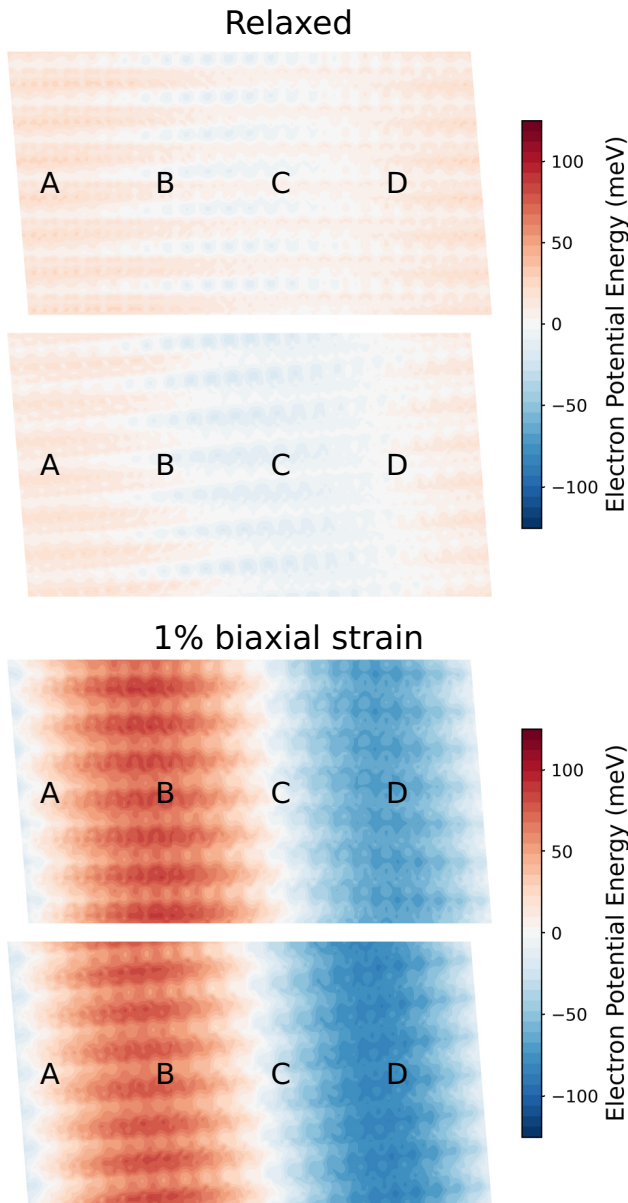 Relaxed
A B C D
100
50
0
−50
−100
Electron Potential Energy (meV)
A B C D
1% biaxial strain
A B C D
100
50
0
−50
−100
Electron Potential Energy (meV)
A B C D